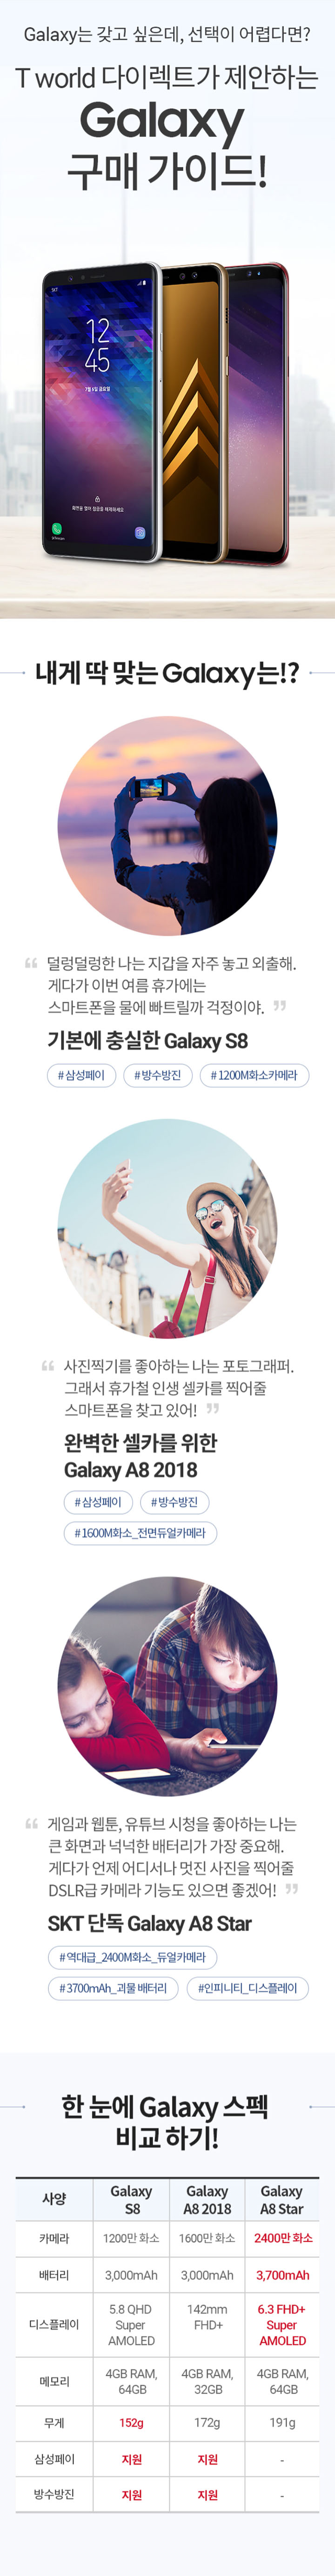 Galaxy는 갖고 싶은데, 선택이 어렵다면?
T world 다이렉트가 제안하는
Galaxy
구매 가이드!
SKT
12
45
7월 6일 금요일
내게 딱 맞는 Galaxy는!?
“ 덜렁덜렁한 나는 지갑을 자주 놓고 외출해.
게다가 이번 여름 휴가에는
스마트폰을 물에 빠트릴까 걱정이야. ”
기본에 충실한 Galaxy S8
# 삼성페이 # 방수방진 # 1200M화소카메라
“ 사진찍기를 좋아하는 나는 포토그래퍼.
그래서 휴가철 인생 셀카를 찍어줄
스마트폰을 찾고 있어! ”
완벽한 셀카를 위한
Galaxy A8 2018
# 삼성페이 # 방수방진
# 1600M화소_전면듀얼카메라
“ 게임과 웹툰, 유튜브 시청을 좋아하는 나는
큰 화면과 넉넉한 배터리가 가장 중요해.
게다가 언제 어디서나 멋진 사진을 찍어줄
DSLR급 카메라 기능도 있으면 좋겠어! ”
SKT 단독 Galaxy A8 Star
# 역대급_2400M화소_듀얼카메라
# 3700mAh_괴물 배터리 #인피니티_디스플레이
한 눈에 Galaxy 스펙
비교 하기!
사양 Galaxy S8 Galaxy A8 2018 Galaxy A8 Star
카메라 1200만 화소 1600만 화소 2400만 화소
배터리 3,000mAh 3,000mAh 3,700mAh
디스플레이 5.8 QHD Super AMOLED 142mm FHD+ 6.3 FHD+ Super AMOLED
메모리 4GB RAM, 64GB 4GB RAM, 32GB 4GB RAM, 64GB
무게 152g 172g 191g
삼성페이 지원 지원 -
방수방진 지원 지원 -